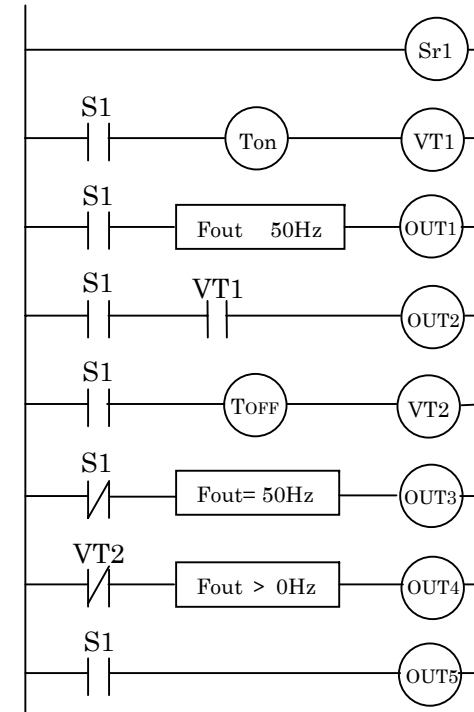 Sr1
S1
Ton VT1
S1
Fout 50Hz OUT1
S1 VT1
OUT2
S1
TOFF VT2
S1
Fout= 50Hz OUT3
VT2
Fout > 0Hz OUT4
S1
OUT5